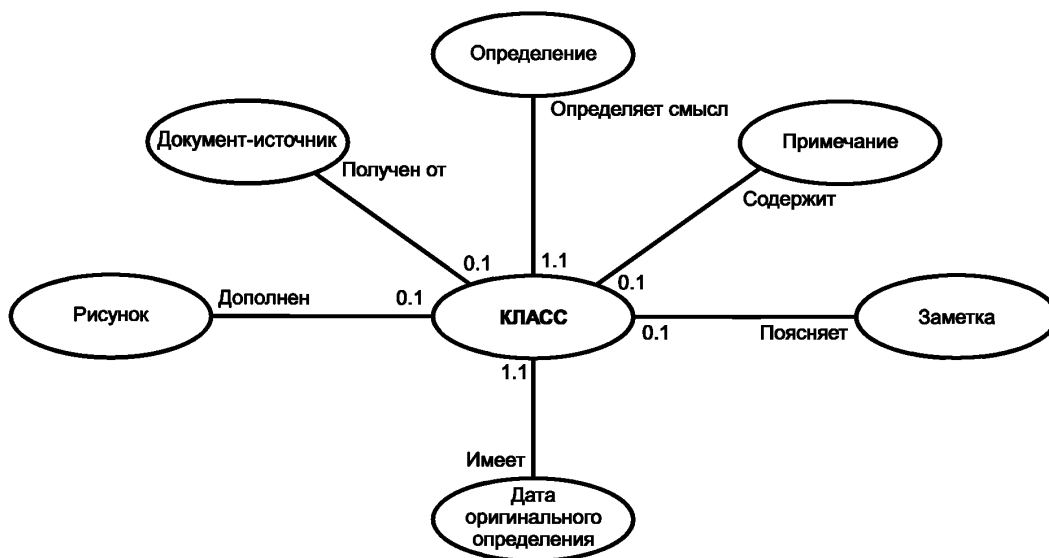 Определение
Определяет смысл
Документ-источник
Примечание
Получен от
Содержит
0.1
1.1
0.1
Рисунок
Дополнен
0.1
КЛАСС
0.1
Поясняет
Заметка
1.1
Имеет
Дата
оригинального
определения